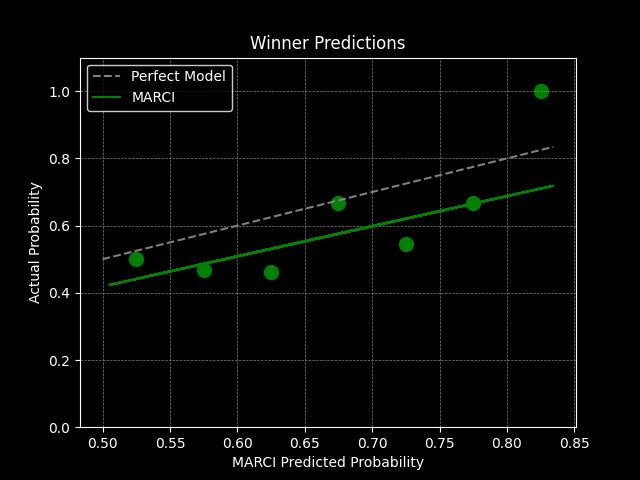 Winner Predictions
Perfect Model
MARCI
1.0
0.8
0.6
0.4
0.2
0.0
Actual Probability
0.50 0.55 0.60 0.65 0.70 0.75 0.80 0.85
MARCI Predicted Probability